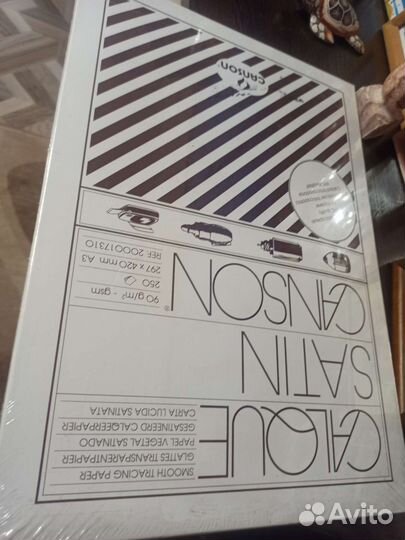 CALQUE
SMOOTH TRACING PAPER
GLATTES TRANSPARENTPAPIER
PAPEL VEGETAL SATINADO
GESATINEERD CALQEERPAPIER
CARTA LUCIDA SATINATA
SATIN
CANSON®
90 g/m² - gsm
250
297 x 420 mm A3
REF. 200017310
CANSON
Avito